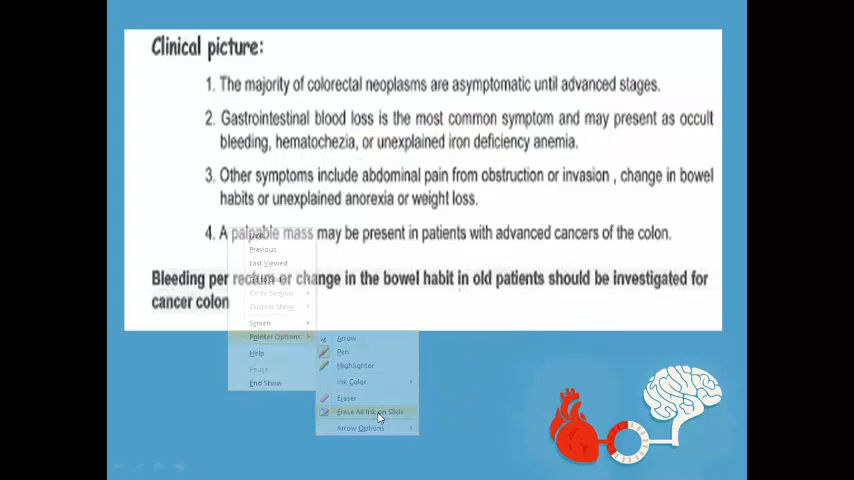 Clinical picture:
1. The majority of colorectal neoplasms are asymptomatic until advanced stages.
2. Gastrointestinal blood loss is the most common symptom and may present as occult
bleeding, hematochezia, or unexplained iron deficiency anemia.
3. Other symptoms include abdominal pain from obstruction or invasion , change in bowel
habits or unexplained anorexia or weight loss.
4. A palpable mass may be present in patients with advanced cancers of the colon.
Bleeding per rectum or change in the bowel habit in old patients should be investigated for
cancer colon
Previous
Last Viewed
Go to Section
Custom Show
Screen
Pointer Options
Help
Pause
End Show
Arrow
Pen
Highlighter
Ink Color
Eraser
Erase All Ink on Slide
Arrow Options